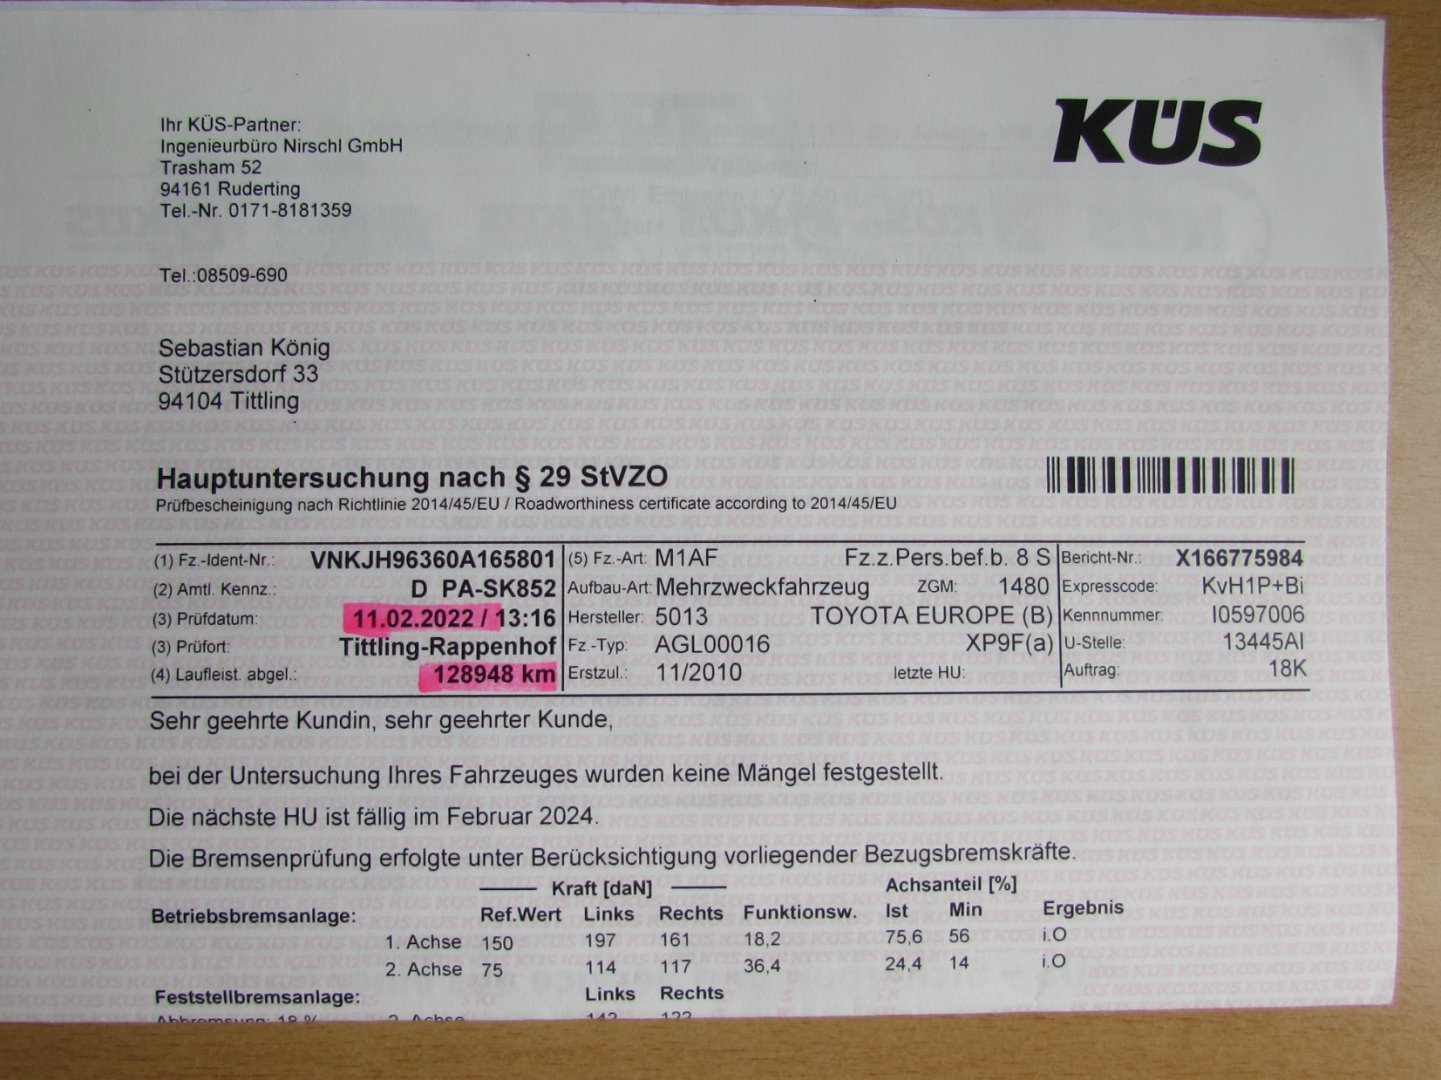 KÜS
Ihr KÜS-Partner:
Ingenieurbüro Nirschl GmbH
Trasham 52
94161 Ruderting
Tel.-Nr. 0171-8181359
Tel.:08509-690
Sebastian König
Stützersdorf 33
94104 Tittling
Hauptuntersuchung nach § 29 StVZO
Prüfbescheinigung nach Richtlinie 2014/45/EU / Roadworthiness certificate according to 2014/45/EU
(1) Fz.-Ident-Nr.: VNKJH96360A165801 (5) Fz.-Art: M1AF Fz.z.Pers.bef.b. 8 S Bericht-Nr.: X166775984
(2) Amtl. Kennz.: D PA-SK852 Aufbau-Art: Mehrzweckfahrzeug ZGM: 1480 Expresscode: KvH1P+Bi
(3) Prüfdatum: 11.02.2022 / 13:16 Hersteller: 5013 TOYOTA EUROPE (B) Kennnummer: I0597006
(3) Prüfort: Tittling-Rappenhof Fz.-Typ: AGL00016 XP9F(a) U-Stelle: 13445AI
(4) Laufleist. abgel.: 128948 km Erstzul.: 11/2010 letzte HU: Auftrag: 18K
Sehr geehrte Kundin, sehr geehrter Kunde,
bei der Untersuchung Ihres Fahrzeuges wurden keine Mängel festgestellt.
Die nächste HU ist fällig im Februar 2024.
Die Bremsenprüfung erfolgte unter Berücksichtigung vorliegender Bezugsbremskräfte.
Kraft [daN] Achsanteil [%]
Betriebsbremsanlage: Ref.Wert Links Rechts Funktionsw. Ist Min Ergebnis
1. Achse 150 197 161 18,2 75,6 56 i.O
2. Achse 75 114 117 36,4 24,4 14 i.O
Feststellbremsanlage: Links Rechts
Abbremsung: 18 % 2. Achse 142 122